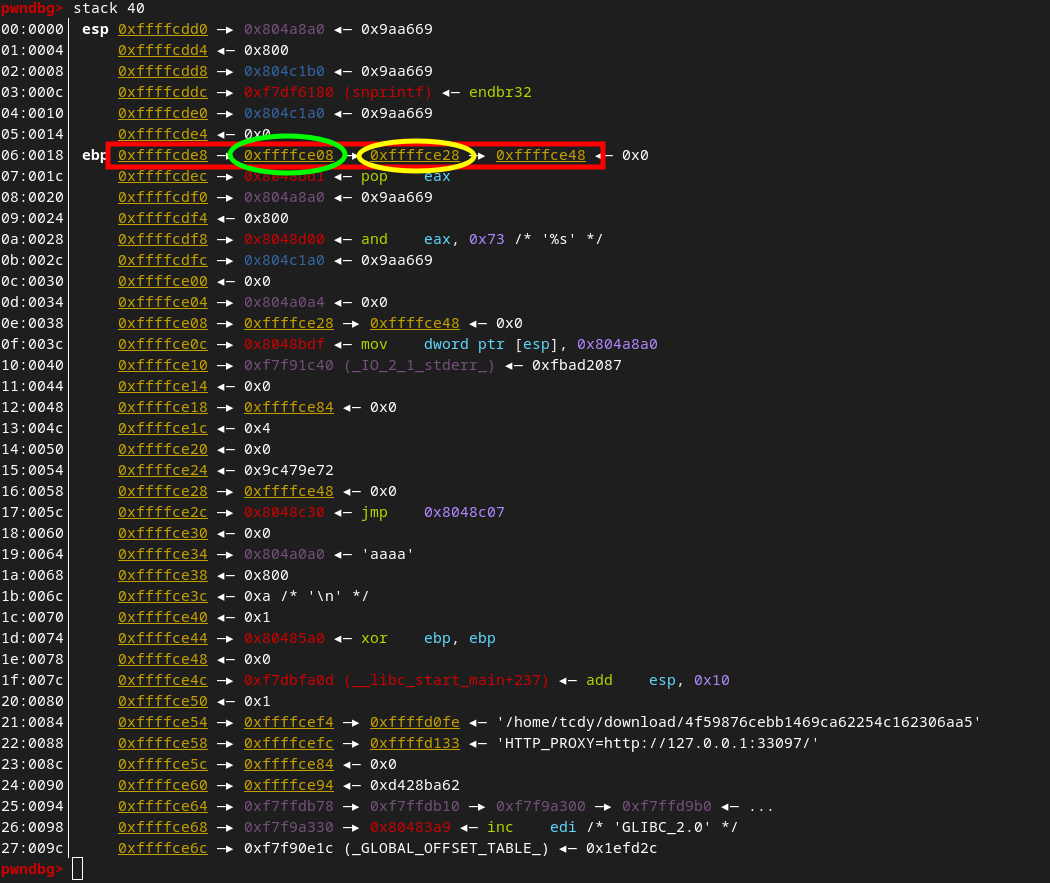 pwndbg> stack 40
00:0000│ esp 0xffffcdd0 —▸ 0x804a8a0 ◂— 0x9aa669
01:0004│ 0xffffcdd4 ◂— 0x800
02:0008│ 0xffffcdd8 —▸ 0x804c1b0 ◂— 0x9aa669
03:000c│ 0xffffcddc —▸ 0xf7df6180 (snprintf) ◂— endbr32
04:0010│ 0xffffcde0 —▸ 0x804c1a0 ◂— 0x9aa669
05:0014│ 0xffffcde4 ◂— 0x0
06:0018│ ebp 0xffffcde8 —▸ 0xffffce08 —▸ 0xffffce28 —▸ 0xffffce48 ◂— 0x0
07:001c│ 0xffffcdec —▸ 0x8048bd1 ◂— pop eax
08:0020│ 0xffffcdf0 —▸ 0x804a8a0 ◂— 0x9aa669
09:0024│ 0xffffcdf4 ◂— 0x800
0a:0028│ 0xffffcdf8 —▸ 0x8048d00 ◂— and eax, 0x73 /* '%s' */
0b:002c│ 0xffffcdfc —▸ 0x804c1a0 ◂— 0x9aa669
0c:0030│ 0xffffce00 ◂— 0x0
0d:0034│ 0xffffce04 —▸ 0x804a0a4 ◂— 0x0
0e:0038│ 0xffffce08 —▸ 0xffffce28 —▸ 0xffffce48 ◂— 0x0
0f:003c│ 0xffffce0c —▸ 0x8048bdf ◂— mov dword ptr [esp], 0x804a8a0
10:0040│ 0xffffce10 —▸ 0xf7f91c40 (_IO_2_1_stderr_) ◂— 0xfbad2087
11:0044│ 0xffffce14 ◂— 0x0
12:0048│ 0xffffce18 —▸ 0xffffce84 ◂— 0x0
13:004c│ 0xffffce1c ◂— 0x4
14:0050│ 0xffffce20 ◂— 0x0
15:0054│ 0xffffce24 ◂— 0x9c479e72
16:0058│ 0xffffce28 —▸ 0xffffce48 ◂— 0x0
17:005c│ 0xffffce2c —▸ 0x8048c30 ◂— jmp 0x8048c07
18:0060│ 0xffffce30 ◂— 0x0
19:0064│ 0xffffce34 —▸ 0x804a0a0 ◂— 'aaaa'
1a:0068│ 0xffffce38 ◂— 0x800
1b:006c│ 0xffffce3c ◂— 0xa /* '\n' */
1c:0070│ 0xffffce40 ◂— 0x1
1d:0074│ 0xffffce44 —▸ 0x80485a0 ◂— xor ebp, ebp
1e:0078│ 0xffffce48 ◂— 0x0
1f:007c│ 0xffffce4c —▸ 0xf7dbfa0d (__libc_start_main+237) ◂— add esp, 0x10
20:0080│ 0xffffce50 ◂— 0x1
21:0084│ 0xffffce54 —▸ 0xffffcef4 —▸ 0xffffd0fe ◂— '/home/tcdy/download/4f59876cebb1469ca62254c162306aa5'
22:0088│ 0xffffce58 —▸ 0xffffcefc —▸ 0xffffd133 ◂— 'HTTP_PROXY=http://127.0.0.1:33097/'
23:008c│ 0xffffce5c —▸ 0xffffce84 ◂— 0x0
24:0090│ 0xffffce60 —▸ 0xffffce94 ◂— 0xd428ba62
25:0094│ 0xffffce64 —▸ 0xf7ffdb78 —▸ 0xf7ffdb10 —▸ 0xf7f9a300 —▸ 0xf7ffd9b0 ◂— ...
26:0098│ 0xffffce68 —▸ 0xf7f9a330 —▸ 0x80483a9 ◂— inc edi /* 'GLIBC_2.0' */
27:009c│ 0xffffce6c —▸ 0xf7f90e1c (_GLOBAL_OFFSET_TABLE_) ◂— 0x1efd2c
pwndbg>